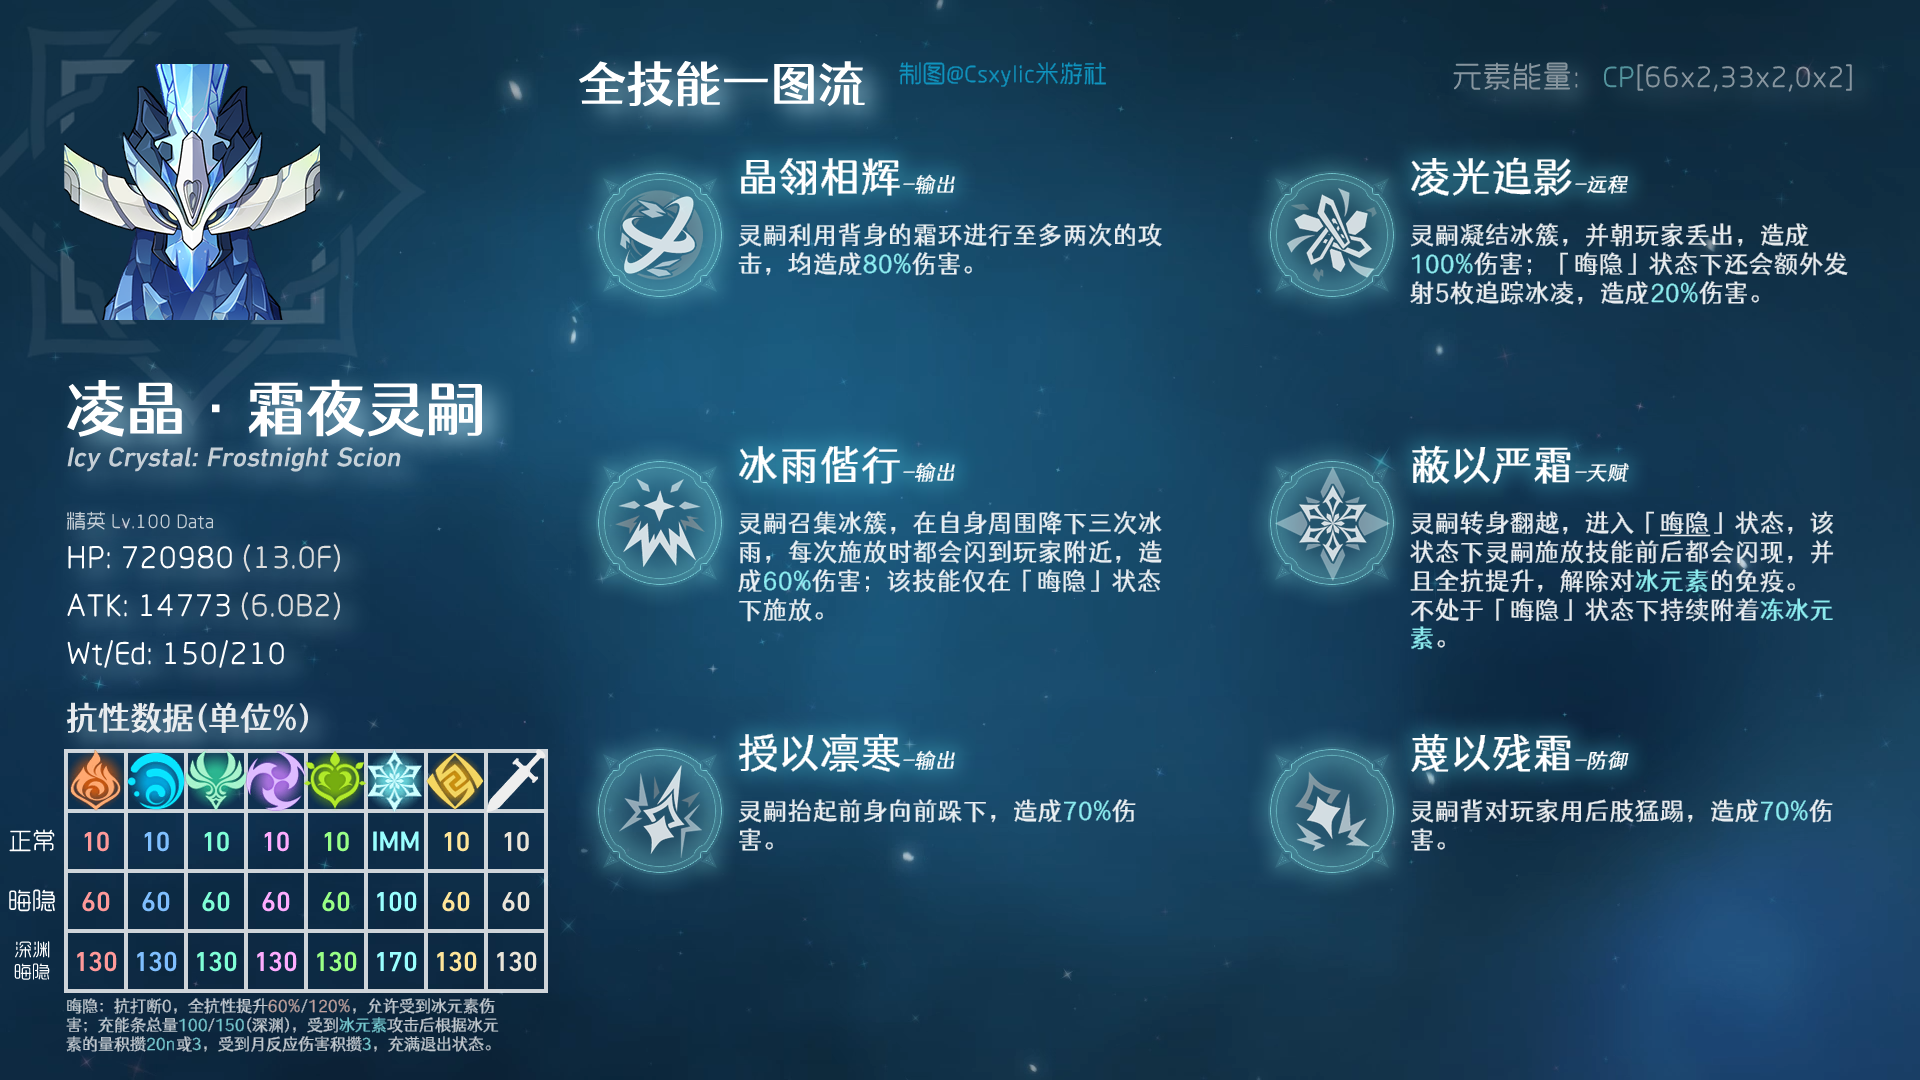 全技能一图流
制图@Csxylic米游社
元素能量: CP[66x2,33x2,0x2]
凌晶 · 霜夜灵嗣
Icy Crystal: Frostnight Scion
精英 Lv.100 Data
HP: 720980 (13.0F)
ATK: 14773 (6.0B2)
Wt/Ed: 150/210
抗性数据(单位%)
正常 10 10 10 10 10 IMM 10 10
晦隐 60 60 60 60 60 100 60 60
深渊
晦隐 130 130 130 130 130 170 130 130
晦隐：抗打断0，全抗性提升60%/120%，允许受到冰元素伤
害；充能条总量100/150(深渊)，受到冰元素攻击后根据冰元
素的量积攒20n或3，受到月反应伤害积攒3，充满退出状态。
晶翎相辉-输出
灵嗣利用背身的霜环进行至多两次的攻
击，均造成80%伤害。
凌光追影-远程
灵嗣凝结冰簇，并朝玩家丢出，造成
100%伤害；「晦隐」状态下还会额外发
射5枚追踪冰凌，造成20%伤害。
冰雨偕行-输出
灵嗣召集冰簇，在自身周围降下三次冰
雨，每次施放时都会闪到玩家附近，造
成60%伤害；该技能仅在「晦隐」状态
下施放。
蔽以严霜-天赋
灵嗣转身翻越，进入「晦隐」状态，该
状态下灵嗣施放技能前后都会闪现，并
且全抗提升，解除对冰元素的免疫。
不处于「晦隐」状态下持续附着冻冰元
素。
授以凛寒-输出
灵嗣抬起前身向前跺下，造成70%伤
害。
蔑以残霜-防御
灵嗣背对玩家用后肢猛踢，造成70%伤
害。